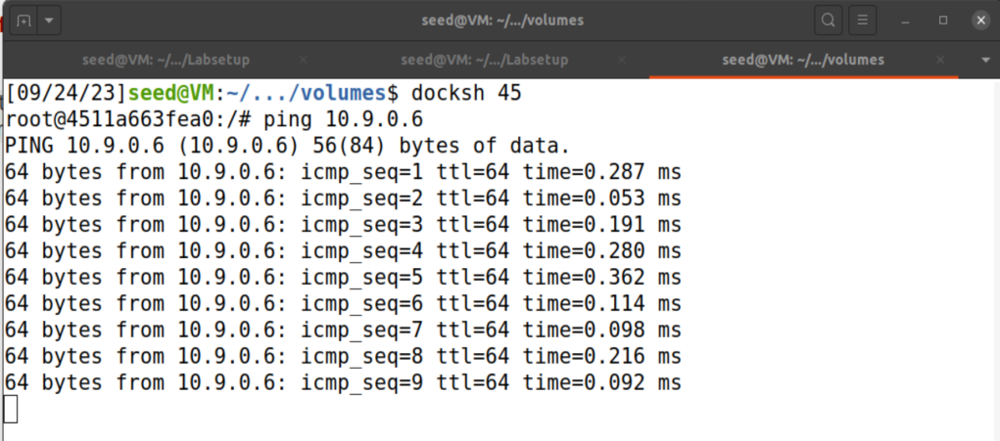 seed@VM: ~/.../volumes
seed@VM: ~/.../Labsetup
seed@VM: ~/.../Labsetup
seed@VM: ~/.../volumes
[09/24/23]seed@VM:~/.../volumes$ docksh 45
root@4511a663fea0:/# ping 10.9.0.6
PING 10.9.0.6 (10.9.0.6) 56(84) bytes of data.
64 bytes from 10.9.0.6: icmp_seq=1 ttl=64 time=0.287 ms
64 bytes from 10.9.0.6: icmp_seq=2 ttl=64 time=0.053 ms
64 bytes from 10.9.0.6: icmp_seq=3 ttl=64 time=0.191 ms
64 bytes from 10.9.0.6: icmp_seq=4 ttl=64 time=0.280 ms
64 bytes from 10.9.0.6: icmp_seq=5 ttl=64 time=0.362 ms
64 bytes from 10.9.0.6: icmp_seq=6 ttl=64 time=0.114 ms
64 bytes from 10.9.0.6: icmp_seq=7 ttl=64 time=0.098 ms
64 bytes from 10.9.0.6: icmp_seq=8 ttl=64 time=0.216 ms
64 bytes from 10.9.0.6: icmp_seq=9 ttl=64 time=0.092 ms